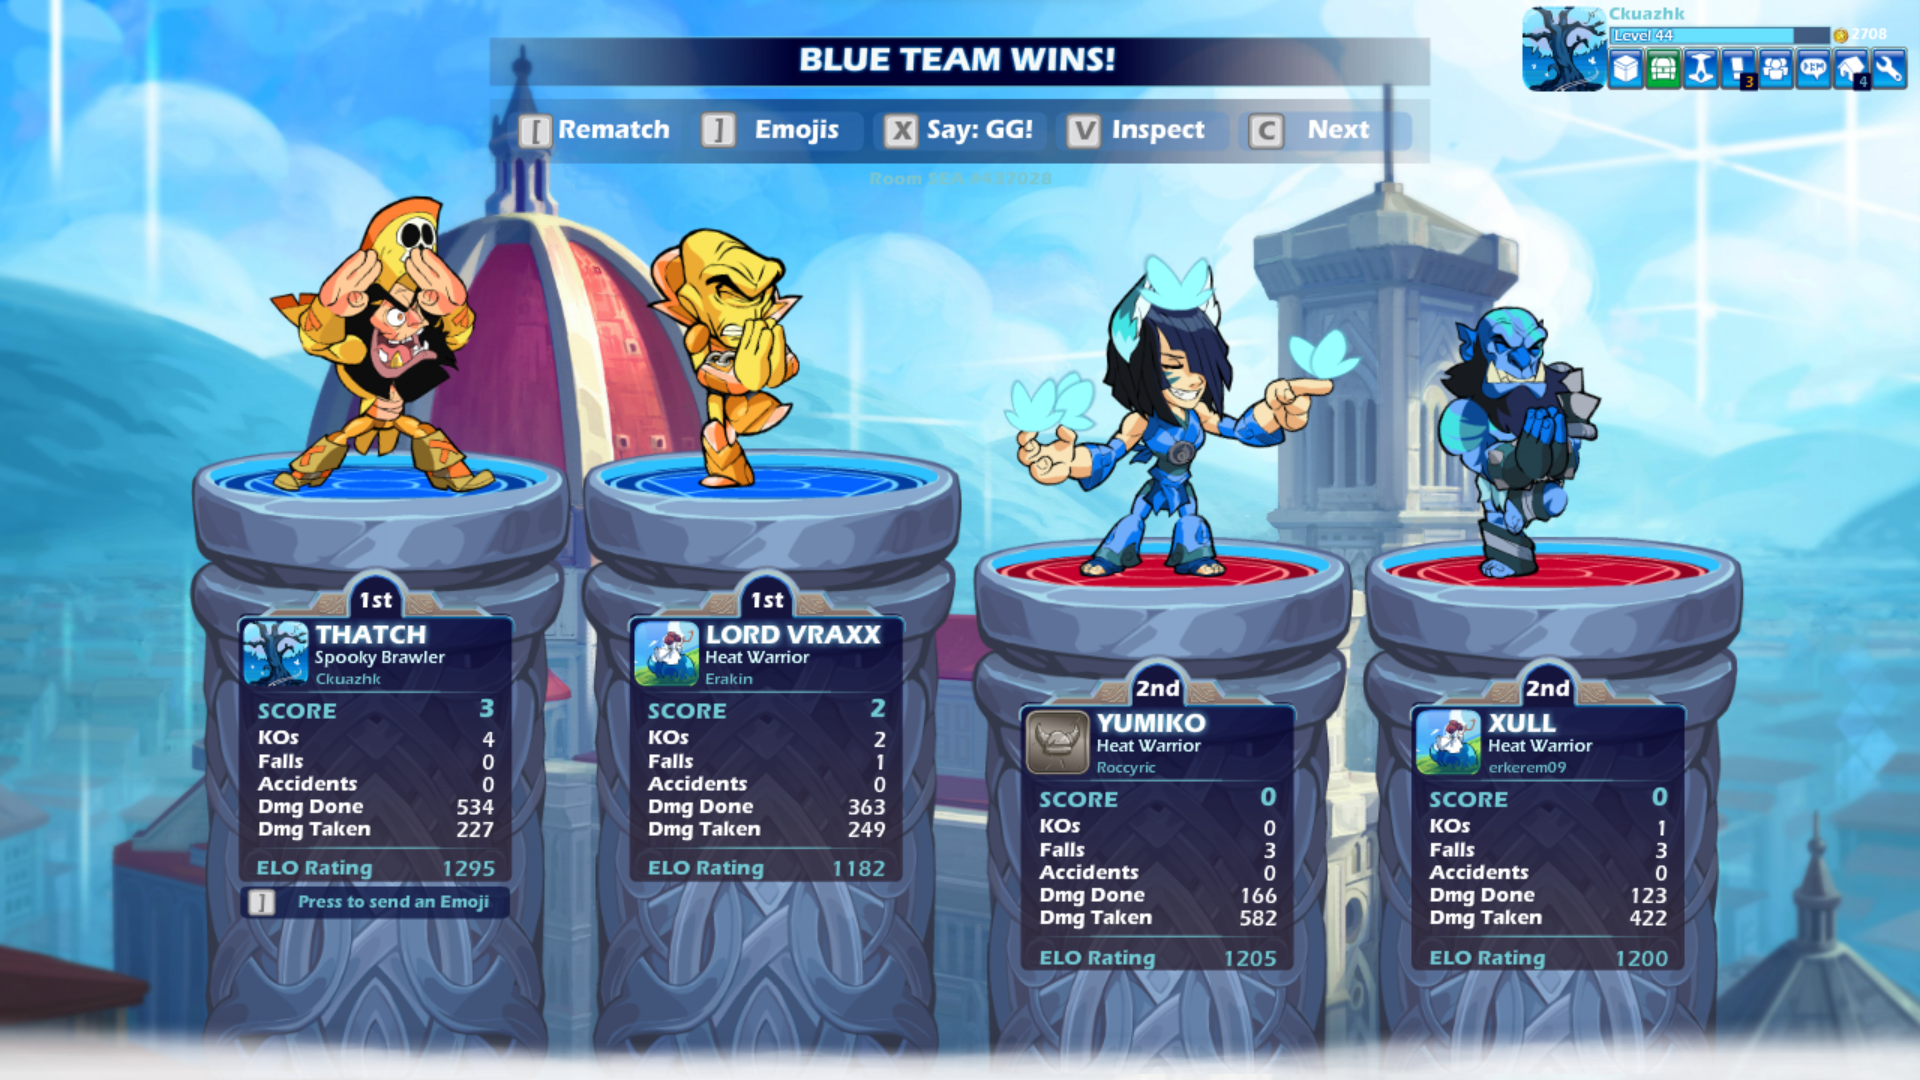 Ckuazhk
Level 44
2708
3
4
BLUE TEAM WINS!
[ Rematch
] Emojis
X Say: GG!
V Inspect
C Next
1st
THATCH
Spooky Brawler
Ckuazhk
SCORE 3
KOs 4
Falls 0
Accidents 0
Dmg Done 534
Dmg Taken 227
ELO Rating 1295
] Press to send an Emoji
1st
LORD VRAXX
Heat Warrior
Erakin
SCORE 2
KOs 2
Falls 1
Accidents 0
Dmg Done 363
Dmg Taken 249
ELO Rating 1182
2nd
YUMIKO
Heat Warrior
Roccyric
SCORE 0
KOs 0
Falls 3
Accidents 0
Dmg Done 166
Dmg Taken 582
ELO Rating 1205
2nd
XULL
Heat Warrior
erkerem09
SCORE 0
KOs 1
Falls 3
Accidents 0
Dmg Done 123
Dmg Taken 422
ELO Rating 1200